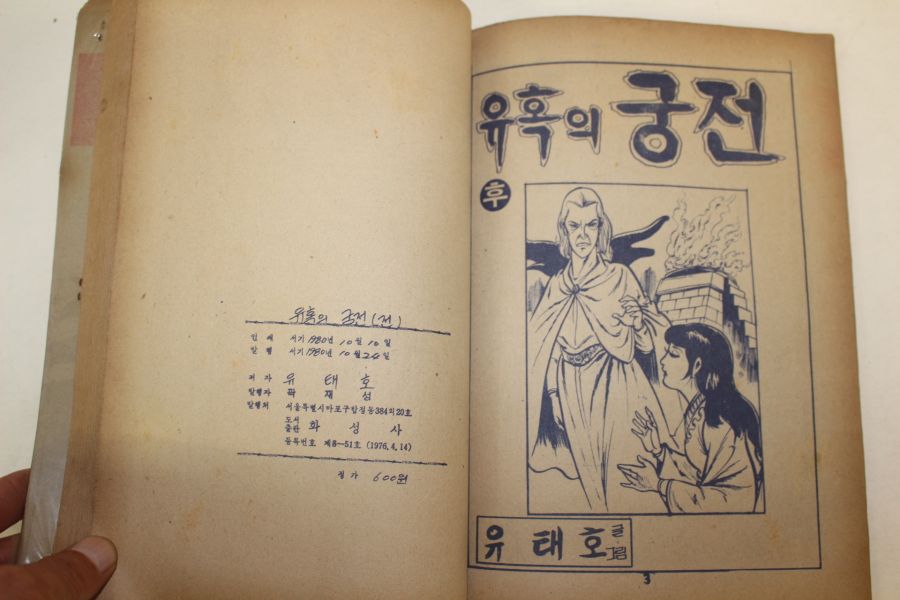 유혹의 궁전(전)
인 쇄 서기 1980년 10월 10일
발 행 서기 1980년 10월 24일
저 자 유 태 호
발행자 곽 재 성
발행처 서울특별시마포구합정동384의20호
도서
출판 화 성 사
등록번호 제8—51호 (1976.4.14)
정 가 600원
유혹의 궁전
후
유 태 호 글
그림
3